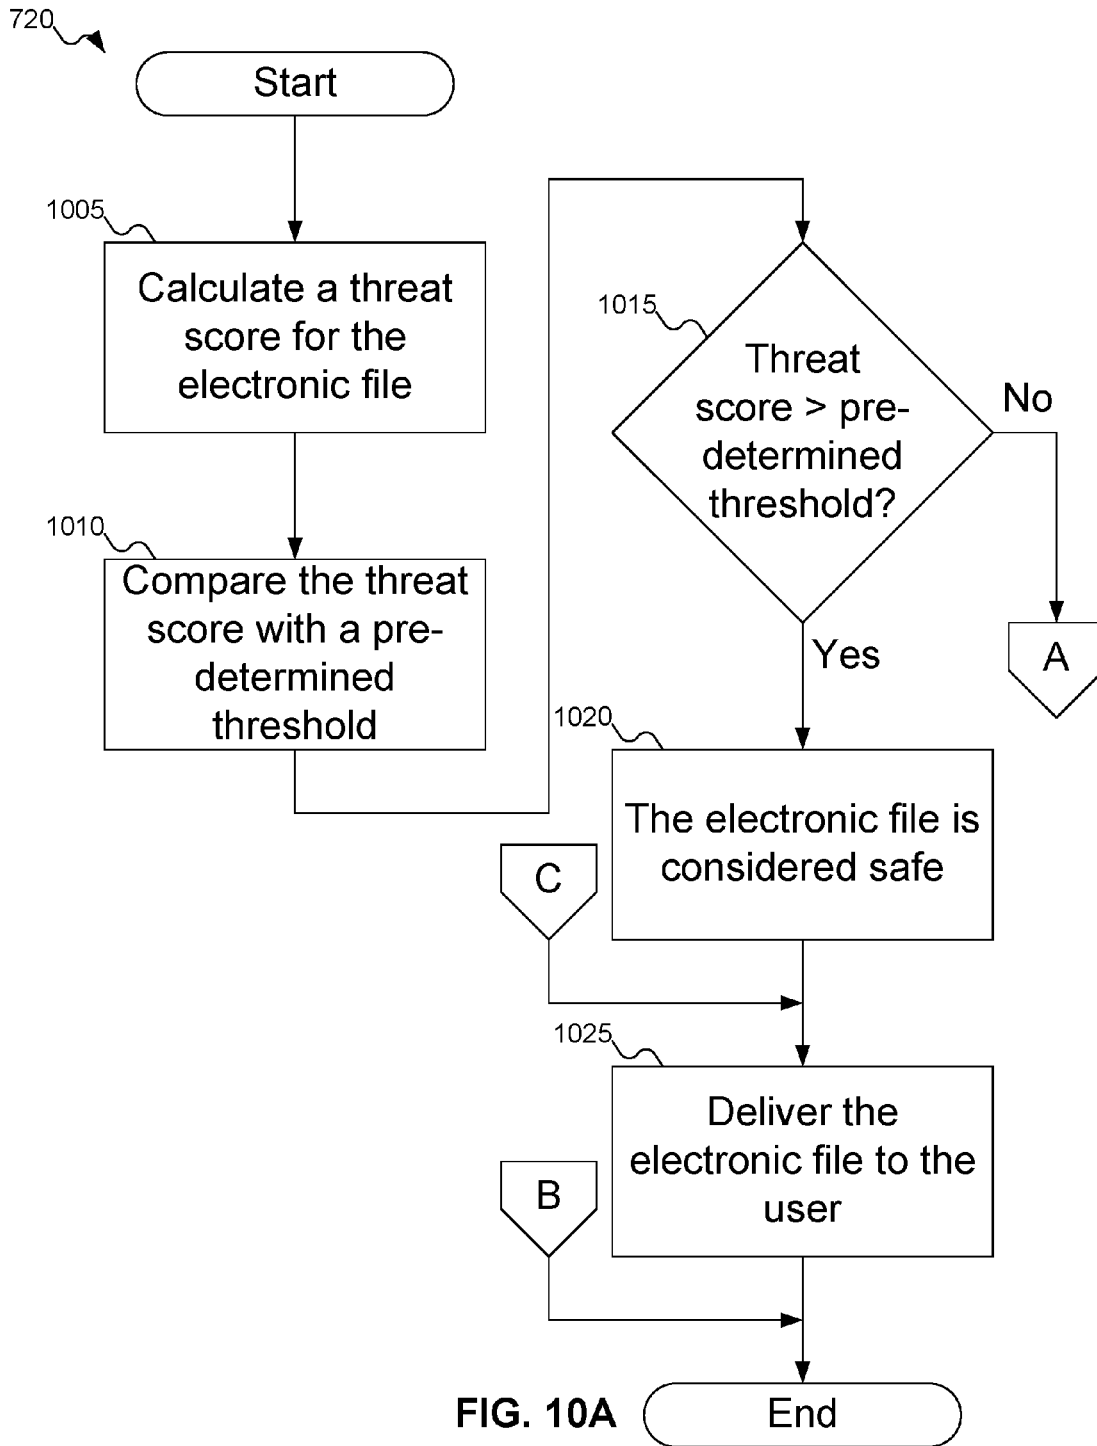 720
Start
1005
Calculate a threat
score for the
electronic file
1010
Compare the threat
score with a pre-
determined
threshold
1015
Threat
score > pre-
determined
threshold?
No
A
Yes
1020
The electronic file is
considered safe
C
1025
Deliver the
electronic file to the
user
B
End
FIG. 10A